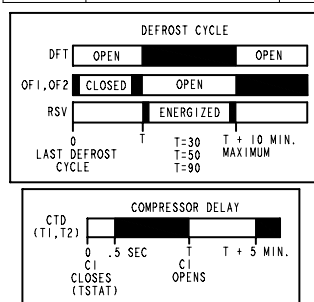 DEFROST CYCLE
DFT OPEN OPEN
OF1,OF2 CLOSED OPEN
RSV ENERGIZED
0 T T=30 T + 10 MIN.
LAST DEFROST T=50 MAXIMUM
CYCLE T=90
COMPRESSOR DELAY
CTD
(T1,T2)
0 .5 SEC T T + 5 MIN.
C1 C1
CLOSES OPENS
(TSTAT)